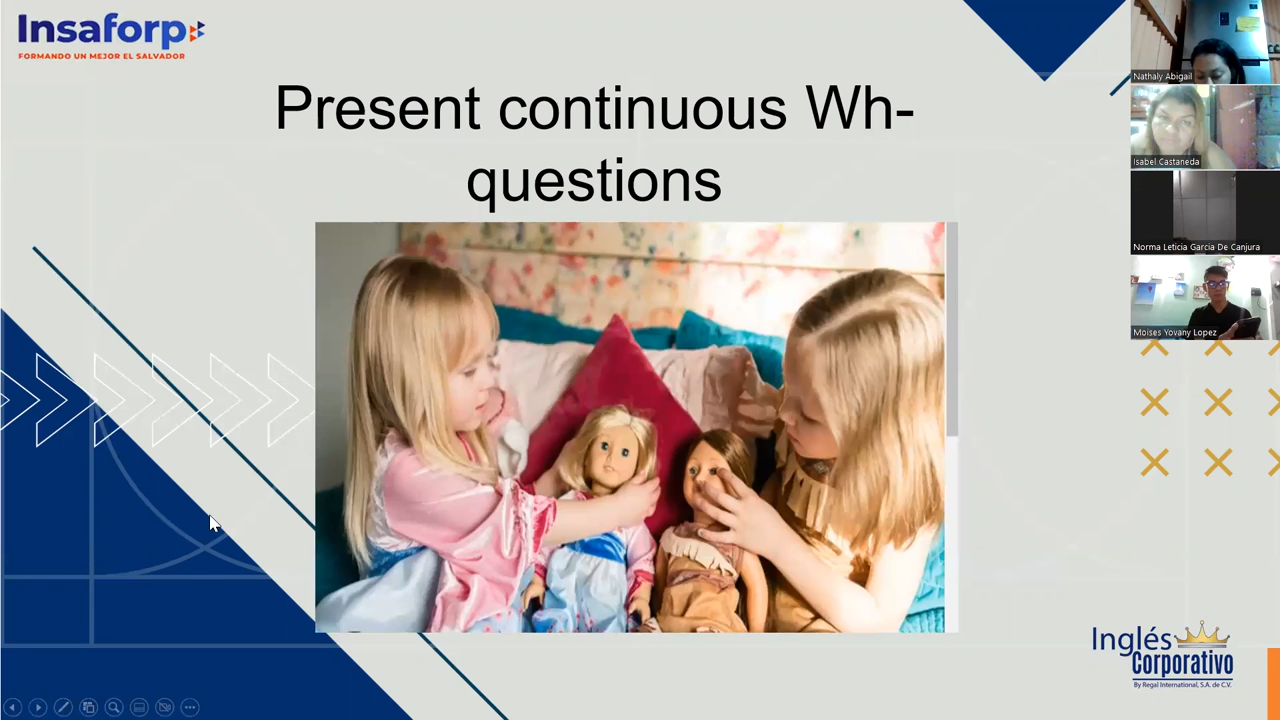 Insaforp
FORMANDO UN MEJOR EL SALVADOR
Present continuous Wh-
questions
Nathaly Abigail
Isabel Castaneda
Norma Leticia Garcia De Canjura
Moises Yovany Lopez
Inglés
Corporativo
By Regal International, S.A. de C.V.